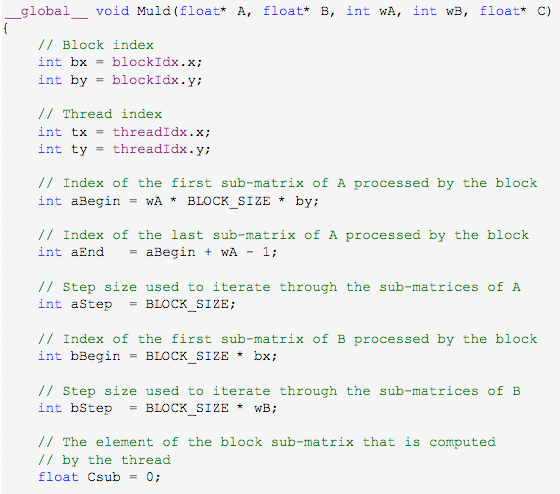 __global__ void Muld(float* A, float* B, int wA, int wB, float* C)
{
// Block index
int bx = blockIdx.x;
int by = blockIdx.y;
// Thread index
int tx = threadIdx.x;
int ty = threadIdx.y;
// Index of the first sub-matrix of A processed by the block
int aBegin = wA * BLOCK_SIZE * by;
// Index of the last sub-matrix of A processed by the block
int aEnd   = aBegin + wA - 1;
// Step size used to iterate through the sub-matrices of A
int aStep  = BLOCK_SIZE;
// Index of the first sub-matrix of B processed by the block
int bBegin = BLOCK_SIZE * bx;
// Step size used to iterate through the sub-matrices of B
int bStep  = BLOCK_SIZE * wB;
// The element of the block sub-matrix that is computed
// by the thread
float Csub = 0;